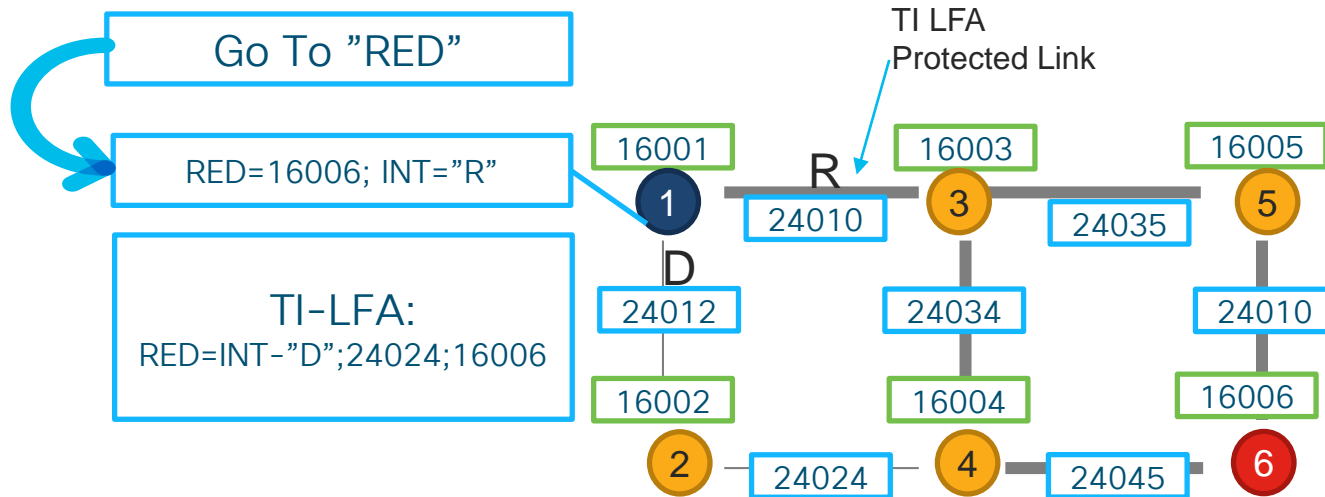 Go To ”RED”
RED=16006; INT=”R”
TI-LFA:
RED=INT-”D”;24024;16006
TI LFA
Protected Link
16001
16003
16005
R
1
3
5
24010
24035
D
24012
24034
24010
16002
16004
16006
2
4
6
24024
24045